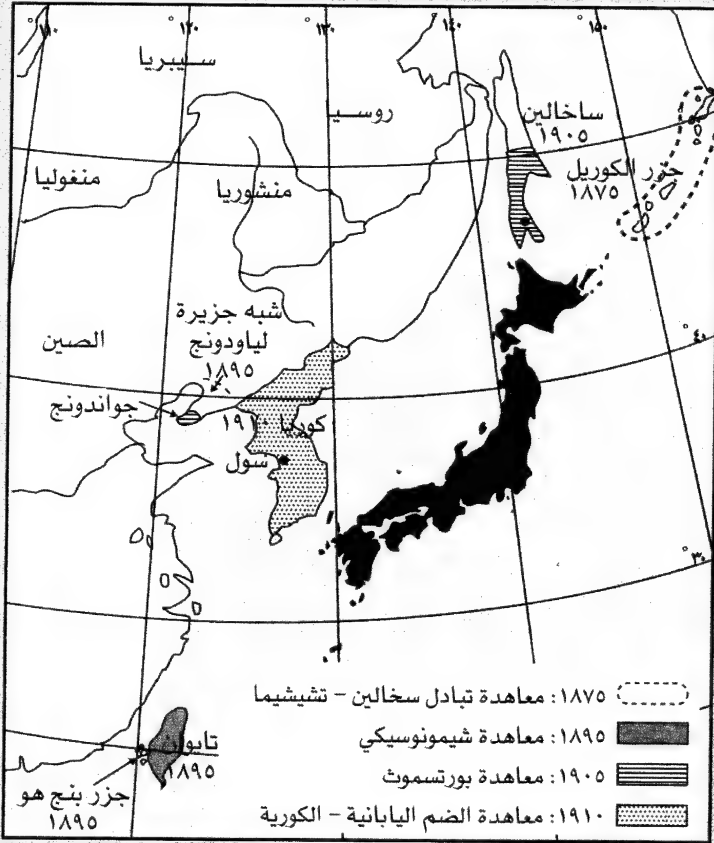 °١١٠
°١٢٠
°١٣٠
°١٤٠
°١٥٠
سيبريا
روسيا
ساخالين
١٩٠٥
منغوليا
منشوريا
جزر الكوريل
١٨٧٥
شبه جزيرة
لياودونج
١٨٩٥
الصين
°٤٠
جواندونج
كوريا ١٩١٠
سول
°٣٠
تايوان
١٨٩٥
جزر بنج هو
١٨٩٥
١٨٧٥: معاهدة تبادل سخالين – تشيشيما
١٨٩٥: معاهدة شيمونوسيكي
١٩٠٥: معاهدة بورتسموث
١٩١٠: معاهدة الضم اليابانية – الكورية